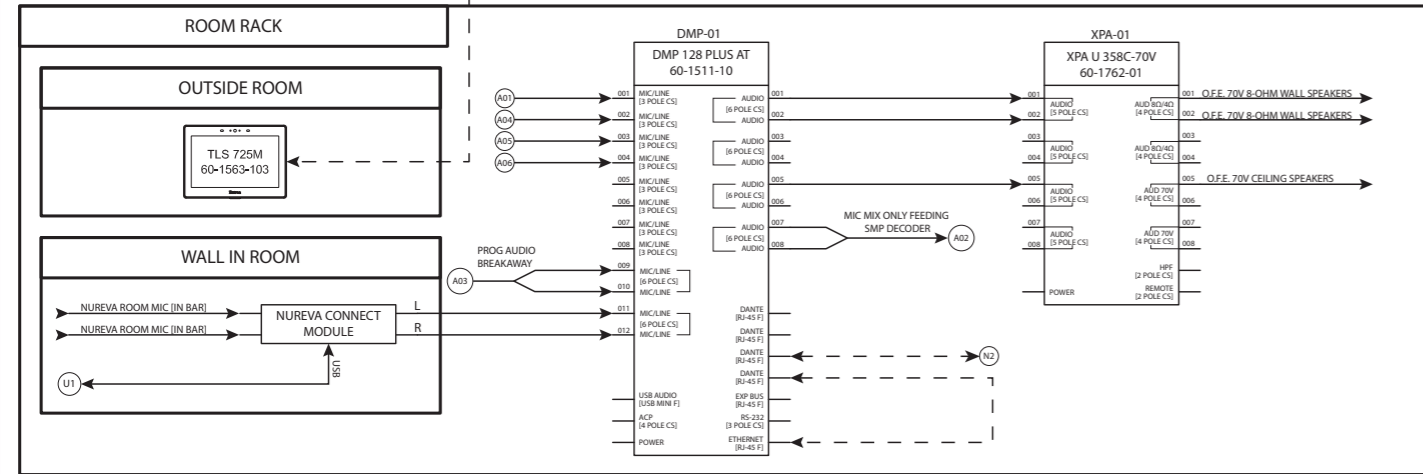 ROOM RACK
OUTSIDE ROOM
TLS 725M
60-1563-103
WALL IN ROOM
NUREVA ROOM MIC [IN BAR]
NUREVA ROOM MIC [IN BAR]
NUREVA CONNECT
MODULE
L
R
USB
U1
A01
A04
A05
A06
PROG AUDIO
BREAKAWAY
A03
DMP-01
DMP 128 PLUS AT
60-1511-10
001 MIC/LINE
[3 POLE CS]
002 MIC/LINE
[3 POLE CS]
003 MIC/LINE
[3 POLE CS]
004 MIC/LINE
[3 POLE CS]
005 MIC/LINE
[3 POLE CS]
006 MIC/LINE
[3 POLE CS]
007 MIC/LINE
[3 POLE CS]
008 MIC/LINE
[3 POLE CS]
009 MIC/LINE
[6 POLE CS]
010 MIC/LINE
011 MIC/LINE
[6 POLE CS]
012 MIC/LINE
USB AUDIO
[USB MINI F]
ACP
[4 POLE CS]
POWER
AUDIO 001
[6 POLE CS]
AUDIO 002
AUDIO 003
[6 POLE CS]
AUDIO 004
AUDIO 005
[6 POLE CS]
AUDIO 006
AUDIO 007
[6 POLE CS]
AUDIO 008
DANTE
[RJ-45 F]
DANTE
[RJ-45 F]
DANTE
[RJ-45 F]
DANTE
[RJ-45 F]
EXP BUS
[RJ-45 F]
RS-232
[3 POLE CS]
ETHERNET
[RJ-45 F]
MIC MIX ONLY FEEDING
SMP DECODER
A02
N2
XPA-01
XPA U 358C-70V
60-1762-01
001
AUDIO
[5 POLE CS]
002
003
AUDIO
[5 POLE CS]
004
005
AUDIO
[5 POLE CS]
006
007
AUDIO
[5 POLE CS]
008
POWER
001 O.F.E. 70V 8-OHM WALL SPEAKERS
AUD 8Ω/4Ω
[4 POLE CS]
002 O.F.E. 70V 8-OHM WALL SPEAKERS
003
AUD 8Ω/4Ω
[4 POLE CS]
004
005 O.F.E. 70V CEILING SPEAKERS
AUD 70V
[4 POLE CS]
006
007
AUD 70V
[4 POLE CS]
008
HPF
[2 POLE CS]
REMOTE
[2 POLE CS]